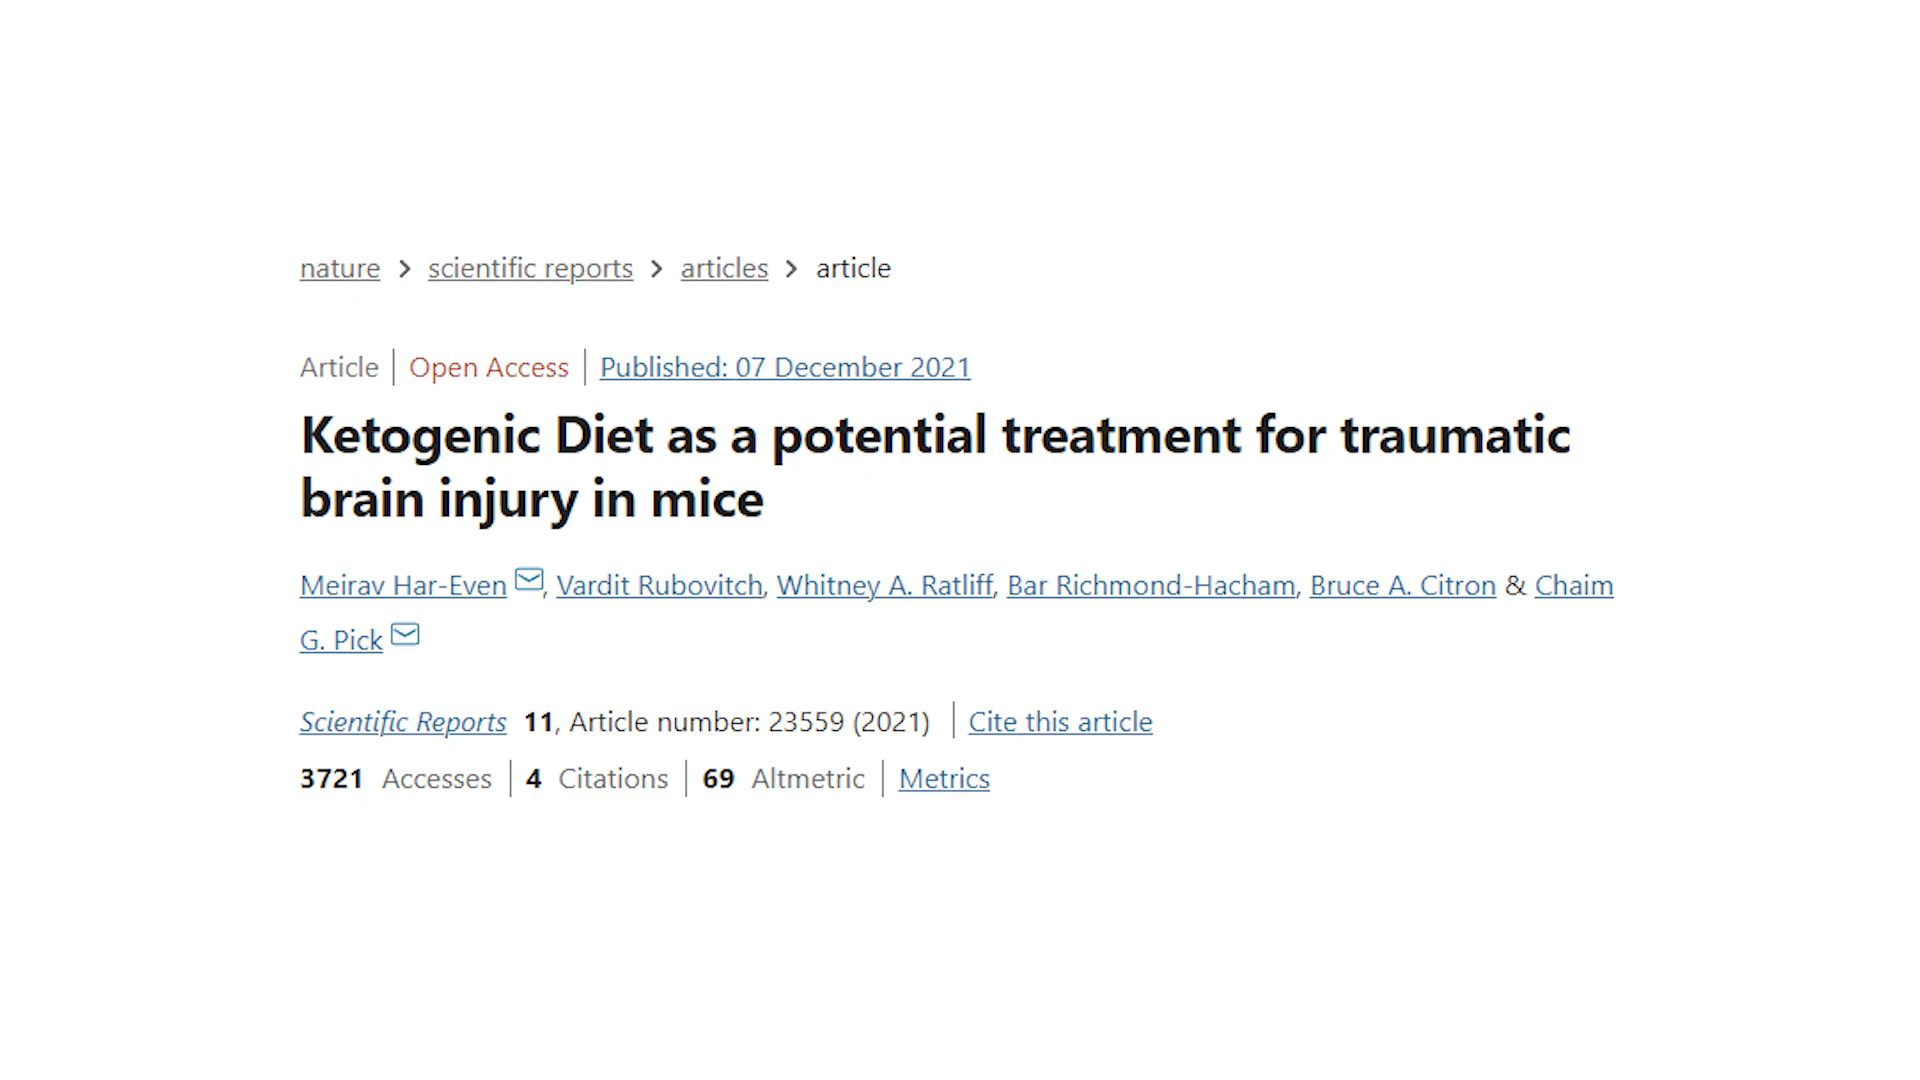 nature > scientific reports > articles > article
Article | Open Access | Published: 07 December 2021
Ketogenic Diet as a potential treatment for traumatic
brain injury in mice
Meirav Har-Even, Vardit Rubovitch, Whitney A. Ratliff, Bar Richmond-Hacham, Bruce A. Citron & Chaim
G. Pick
Scientific Reports 11, Article number: 23559 (2021) | Cite this article
3721 Accesses | 4 Citations | 69 Altmetric | Metrics